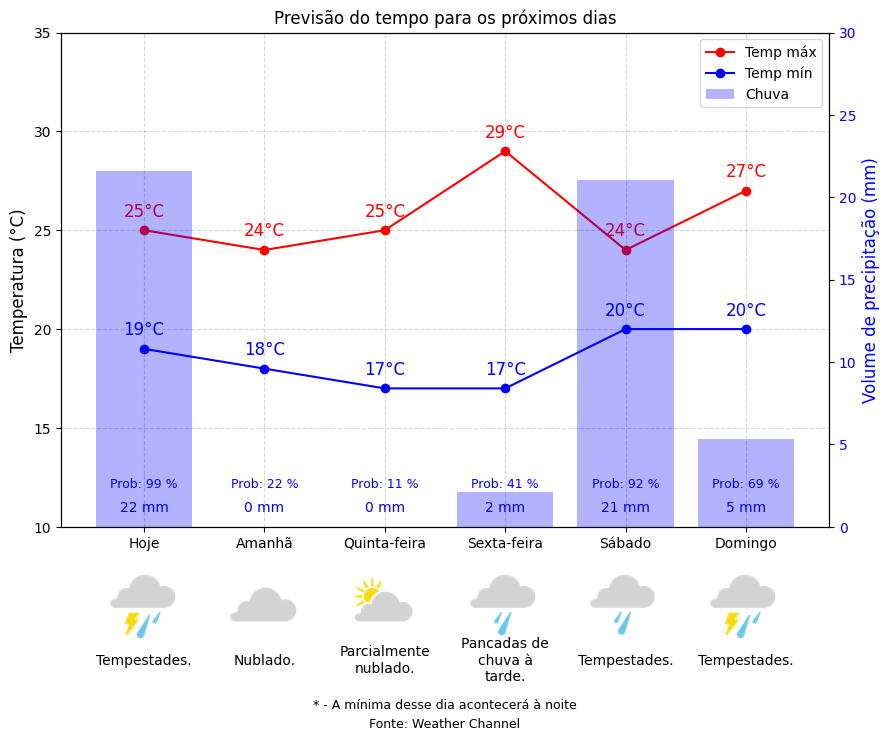 Previsão do tempo para os próximos dias
35
30
25
20
15
10
Temperatura (°C)
30
25
20
15
10
5
0
Volume de precipitação (mm)
Temp máx
Temp mín
Chuva
25°C
24°C
25°C
29°C
24°C
27°C
19°C
18°C
17°C
17°C
20°C
20°C
Prob: 99 %
Prob: 22 %
Prob: 11 %
Prob: 41 %
Prob: 92 %
Prob: 69 %
22 mm
0 mm
0 mm
2 mm
21 mm
5 mm
Hoje
Amanhã
Quinta-feira
Sexta-feira
Sábado
Domingo
Tempestades.
Nublado.
Parcialmente
nublado.
Pancadas de
chuva à
tarde.
Tempestades.
Tempestades.
* - A mínima desse dia acontecerá à noite
Fonte: Weather Channel